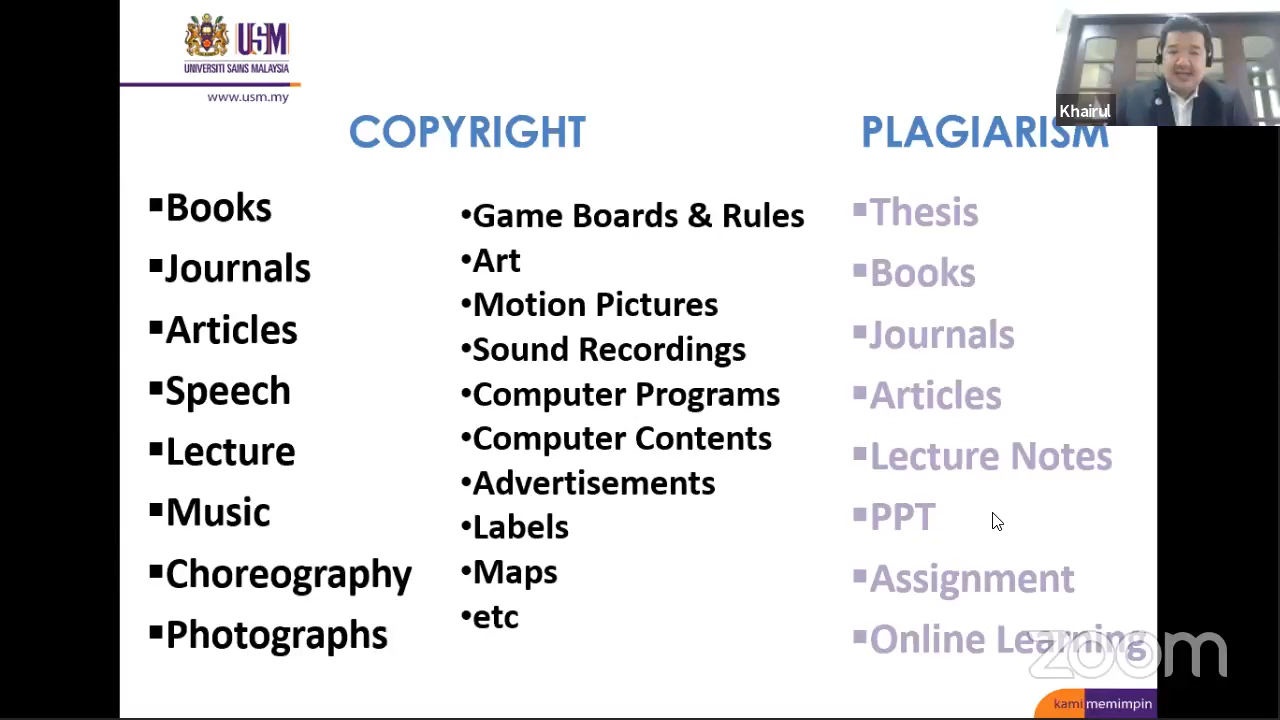 USM
UNIVERSITI SAINS MALAYSIA
www.usm.my
Khairul
COPYRIGHT
▪Books
▪Journals
▪Articles
▪Speech
▪Lecture
▪Music
▪Choreography
▪Photographs
•Game Boards & Rules
•Art
•Motion Pictures
•Sound Recordings
•Computer Programs
•Computer Contents
•Advertisements
•Labels
•Maps
•etc
PLAGIARISM
▪Thesis
▪Books
▪Journals
▪Articles
▪Lecture Notes
▪PPT
▪Assignment
▪Online Learning
zoom
kami memimpin